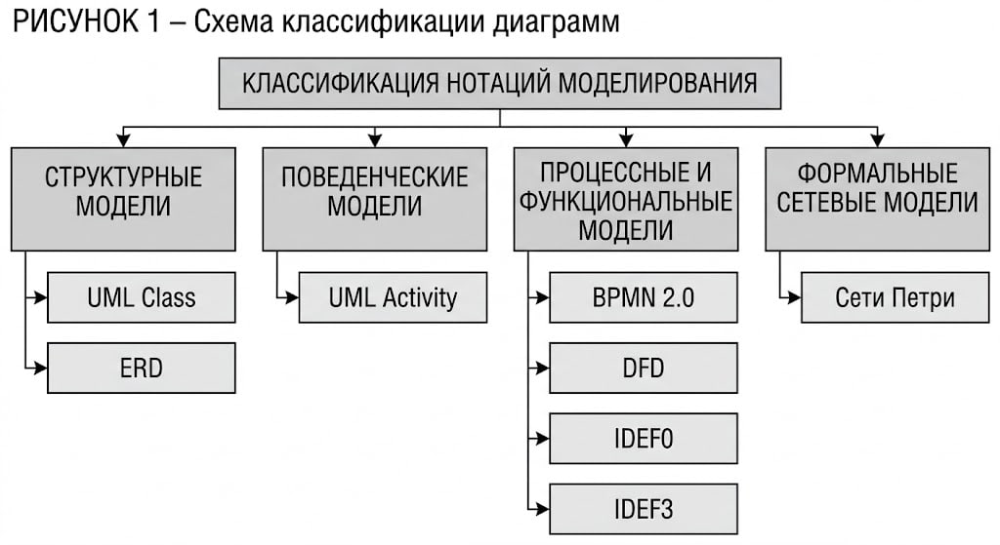 РИСУНОК 1 – Схема классификации диаграмм
КЛАССИФИКАЦИЯ НОТАЦИЙ МОДЕЛИРОВАНИЯ
СТРУКТУРНЫЕ
МОДЕЛИ
UML Class
ERD
ПОВЕДЕНЧЕСКИЕ
МОДЕЛИ
UML Activity
ПРОЦЕССНЫЕ И
ФУНКЦИОНАЛЬНЫЕ
МОДЕЛИ
BPMN 2.0
DFD
IDEF0
IDEF3
ФОРМАЛЬНЫЕ
СЕТЕВЫЕ МОДЕЛИ
Сети Петри